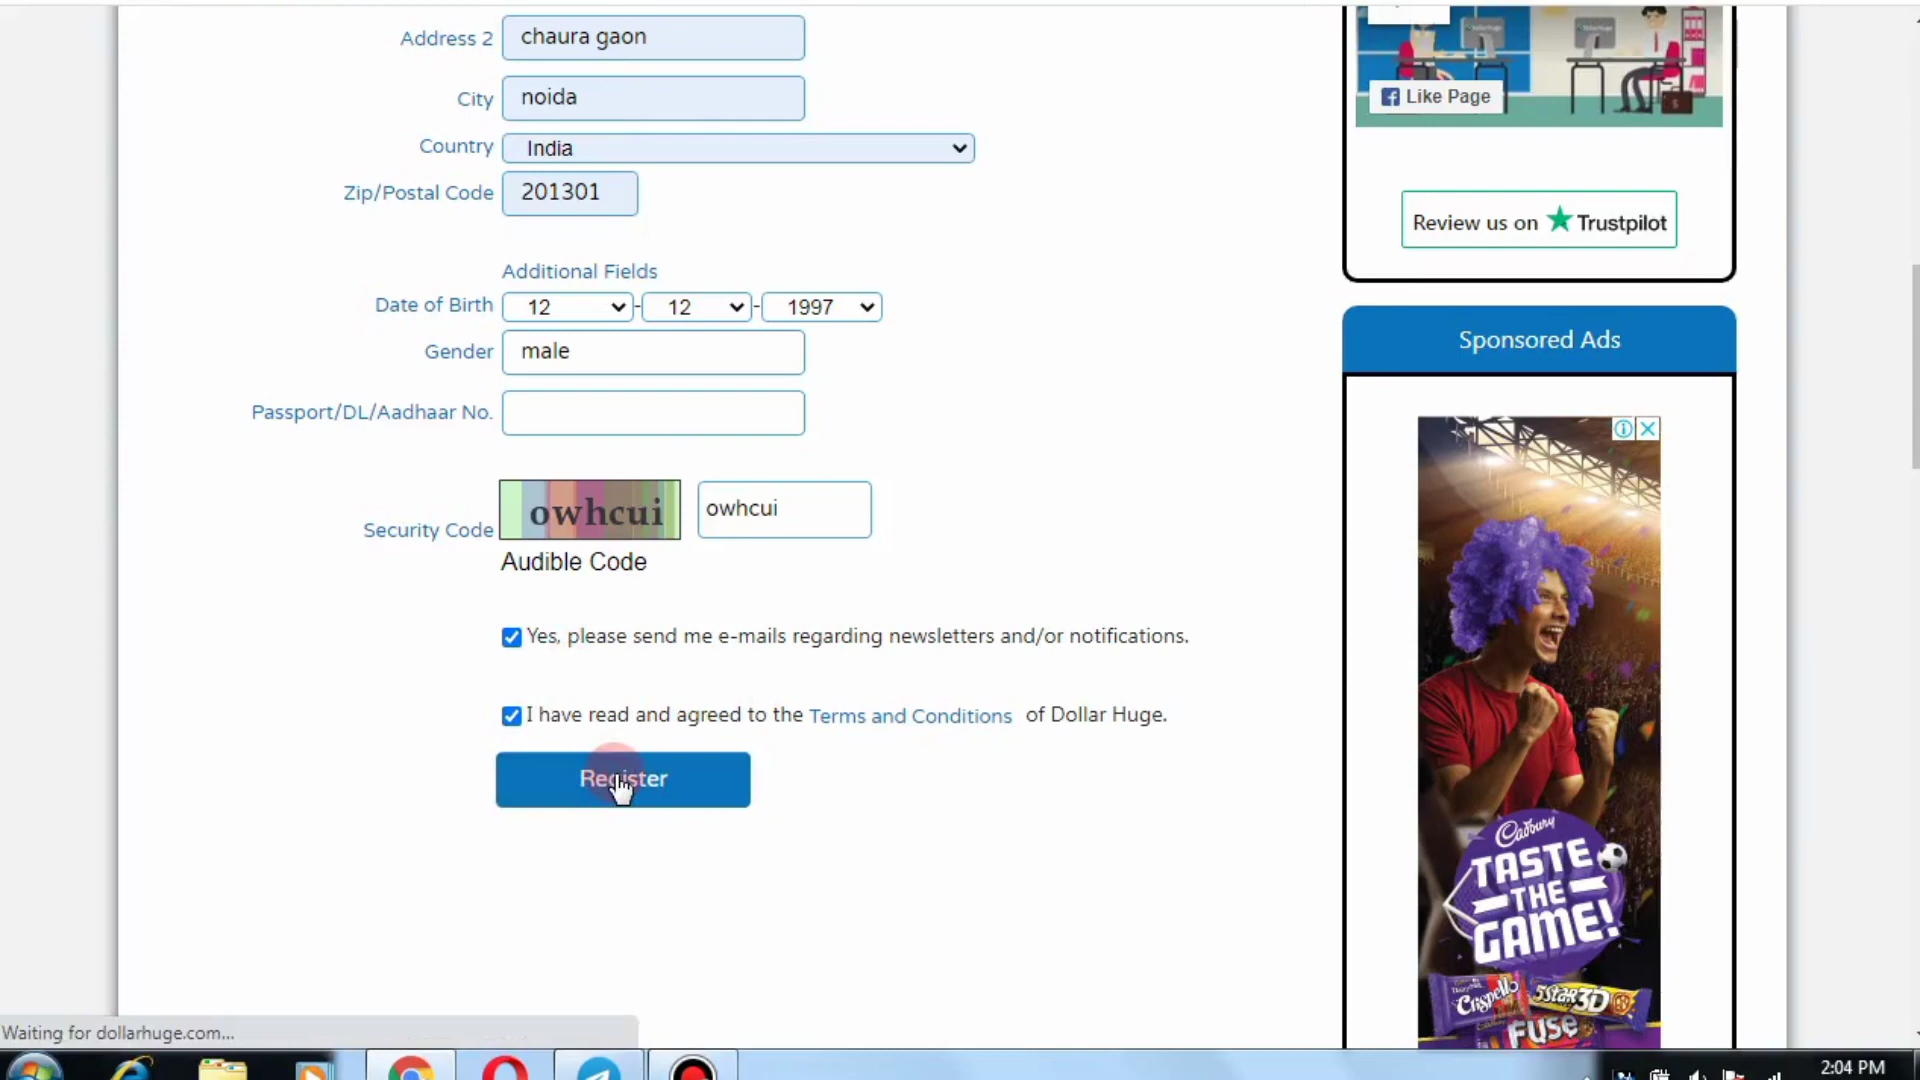 Address 2 chaura gaon
City noida
Country India
Zip/Postal Code 201301
Additional Fields
Date of Birth 12 - 12 - 1997
Gender male
Passport/DL/Aadhaar No.
Security Code owhcui owhcui
Audible Code
Yes, please send me e-mails regarding newsletters and/or notifications.
I have read and agreed to the Terms and Conditions of Dollar Huge.
Register
Like Page
Review us on Trustpilot
Sponsored Ads
Cadbury
TASTE
THE
GAME!
Crispello
5Star3D
FUSE
Waiting for dollarhuge.com...
2:04 PM